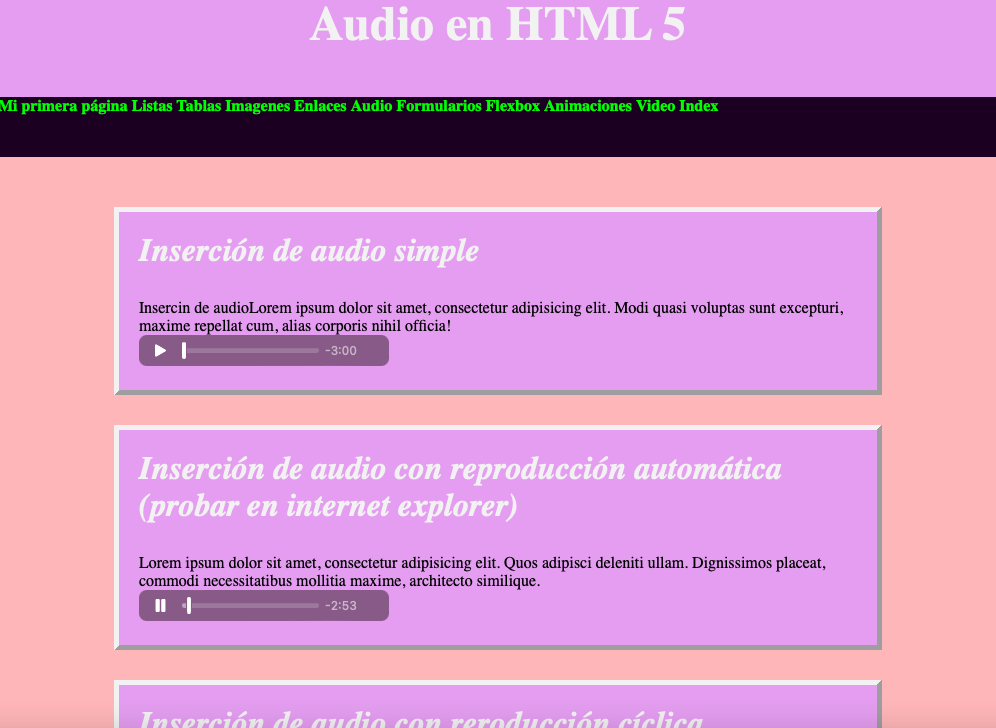 Audio en HTML 5
Mi primera página Listas Tablas Imagenes Enlaces Audio Formularios Flexbox Animaciones Video Index
Inserción de audio simple
Insercin de audioLorem ipsum dolor sit amet, consectetur adipisicing elit. Modi quasi voluptas sunt excepturi,
maxime repellat cum, alias corporis nihil officia!
-3:00
Inserción de audio con reproducción automática
(probar en internet explorer)
Lorem ipsum dolor sit amet, consectetur adipisicing elit. Quos adipisci deleniti ullam. Dignissimos placeat,
commodi necessitatibus mollitia maxime, architecto similique.
-2:53
Inserción de audio con reroducción cíclica